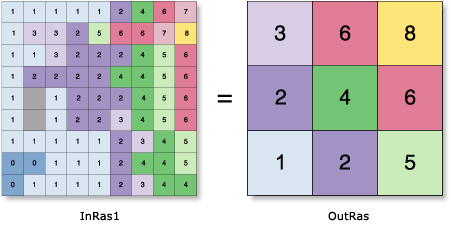 1 1 1 1 1 2 4 6 7
1 3 3 2 5 6 6 7 8
1 1 3 2 2 2 4 5 6
1 2 2 2 2 4 4 5 6
1 1 2 2 2 4 5 6
1 1 2 2 3 4 5 6
1 1 1 1 1 2 3 4 5
0 0 1 1 1 2 4 4 5
0 1 1 1 1 2 3 4 4
=
3 6 8
2 4 6
1 2 5
InRas1
OutRas